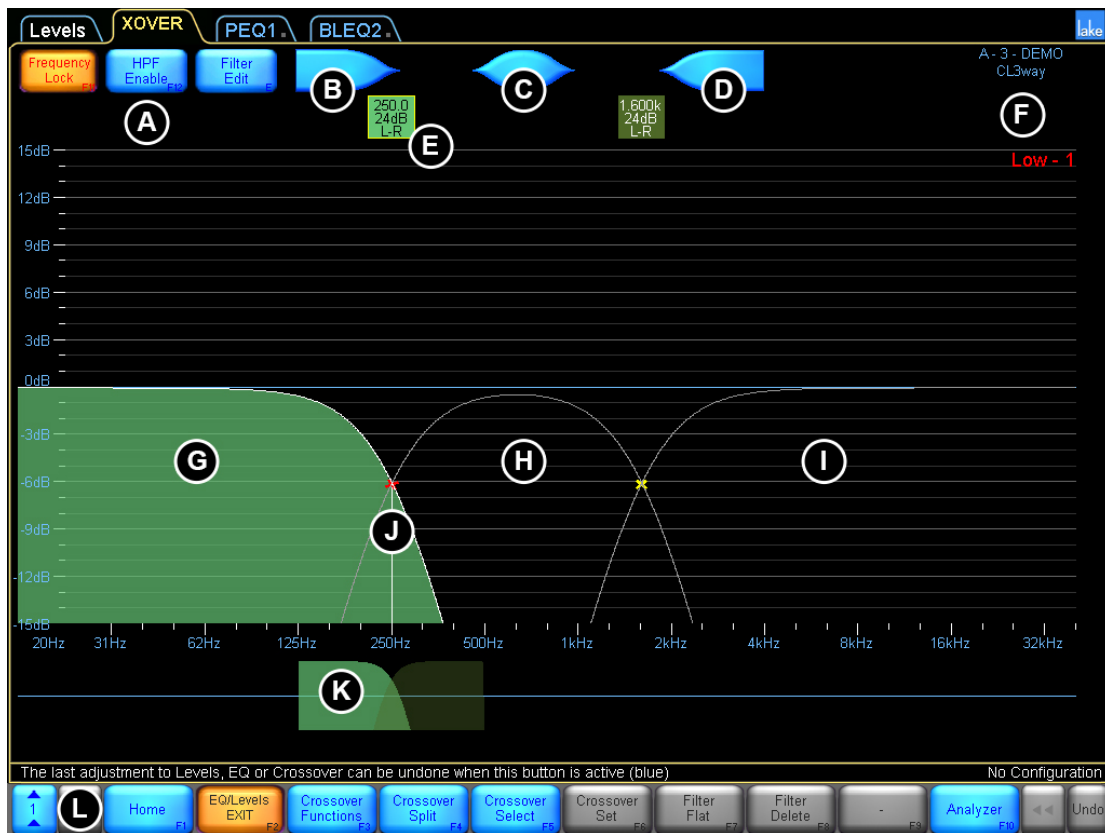 Levels
XOVER
PEQ1
BLEQ2
lake
Frequency
Lock
HPF
Enable
F12
Filter
Edit
F
A - 3 - DEMO
CL3way
A
B
C
D
E
F
250.0
24dB
L-R
1.600k
24dB
L-R
Low - 1
15dB
12dB
9dB
6dB
3dB
0dB
-3dB
-6dB
-9dB
-12dB
-15dB
G
H
I
J
20Hz 31Hz 62Hz 125Hz 250Hz 500Hz 1kHz 2kHz 4kHz 8kHz 16kHz 32kHz
K
The last adjustment to Levels, EQ or Crossover can be undone when this button is active (blue)
No Configuration
1
L
Home
F1
EQ/Levels
EXIT
F2
Crossover
Functions
F3
Crossover
Split
F4
Crossover
Select
F5
Crossover
Set
F6
Filter
Flat
F7
Filter
Delete
F8
-
F9
Analyzer
F10
Undo